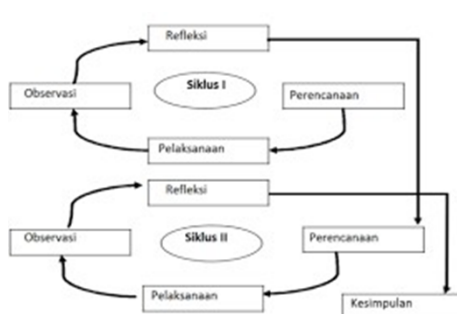 Refleksi
Siklus I
Observasi
Perencanaan
Pelaksanaan
Refleksi
Siklus II
Observasi
Perencanaan
Pelaksanaan
Kesimpulan